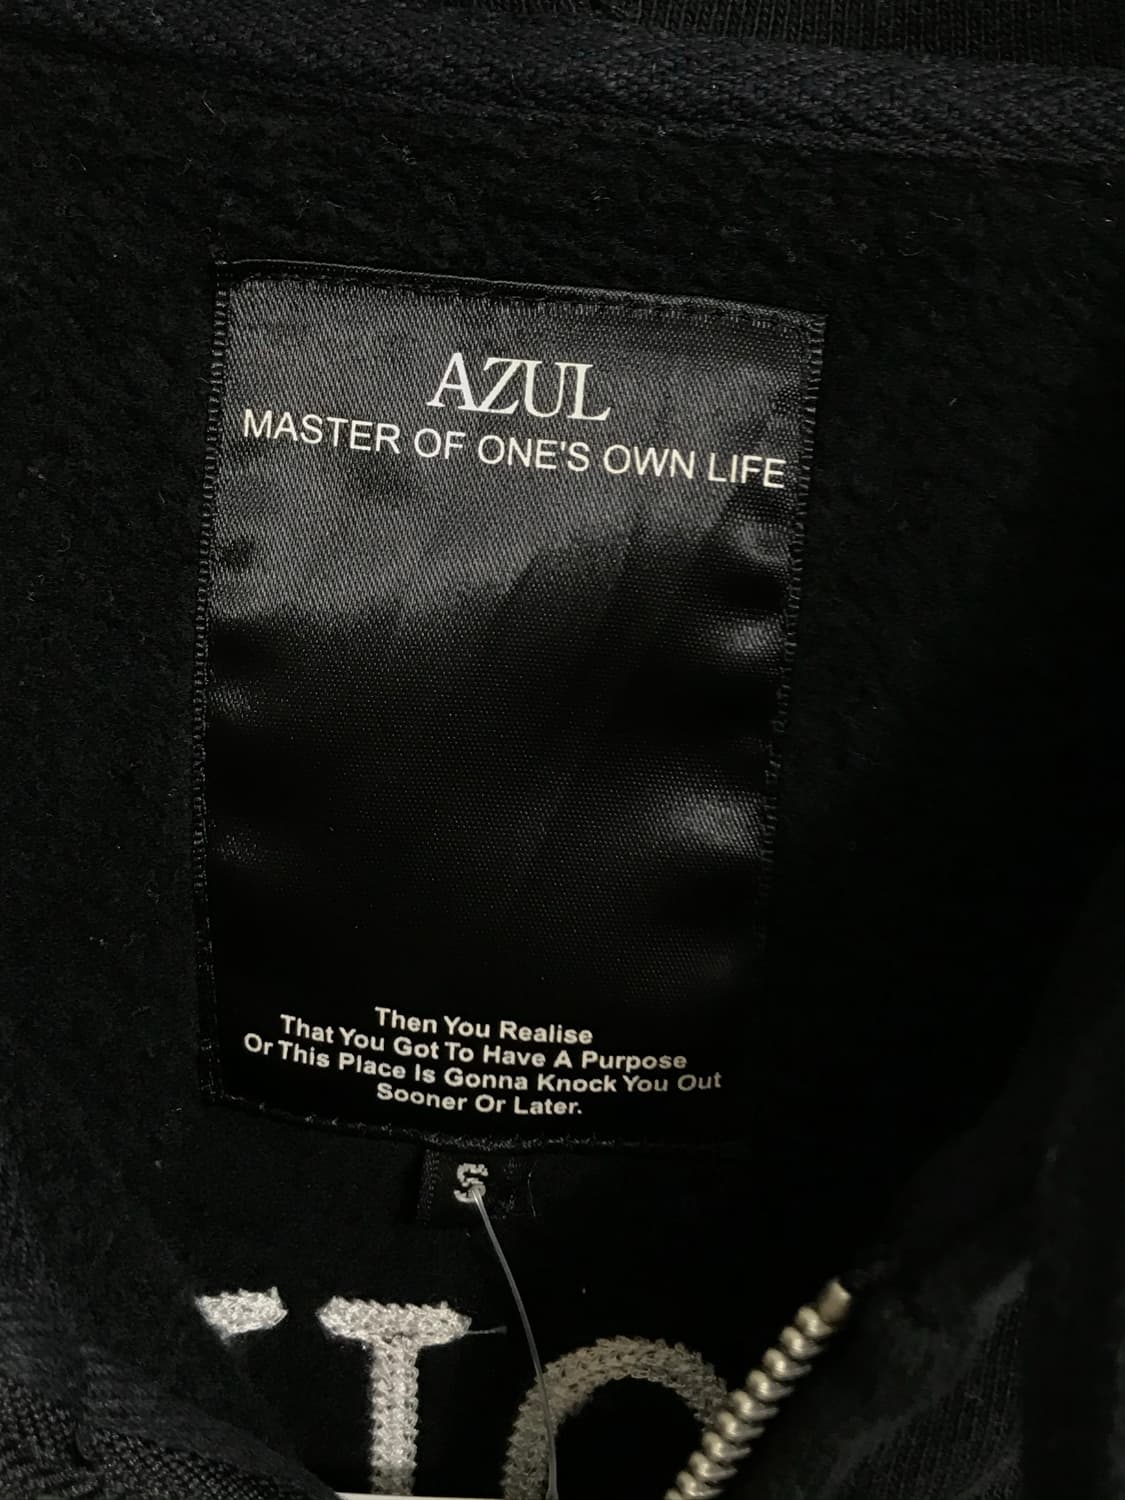 AZUL
MASTER OF ONE'S OWN LIFE
Then You Realise
That You Got To Have A Purpose
Or This Place Is Gonna Knock You Out
Sooner Or Later.
S